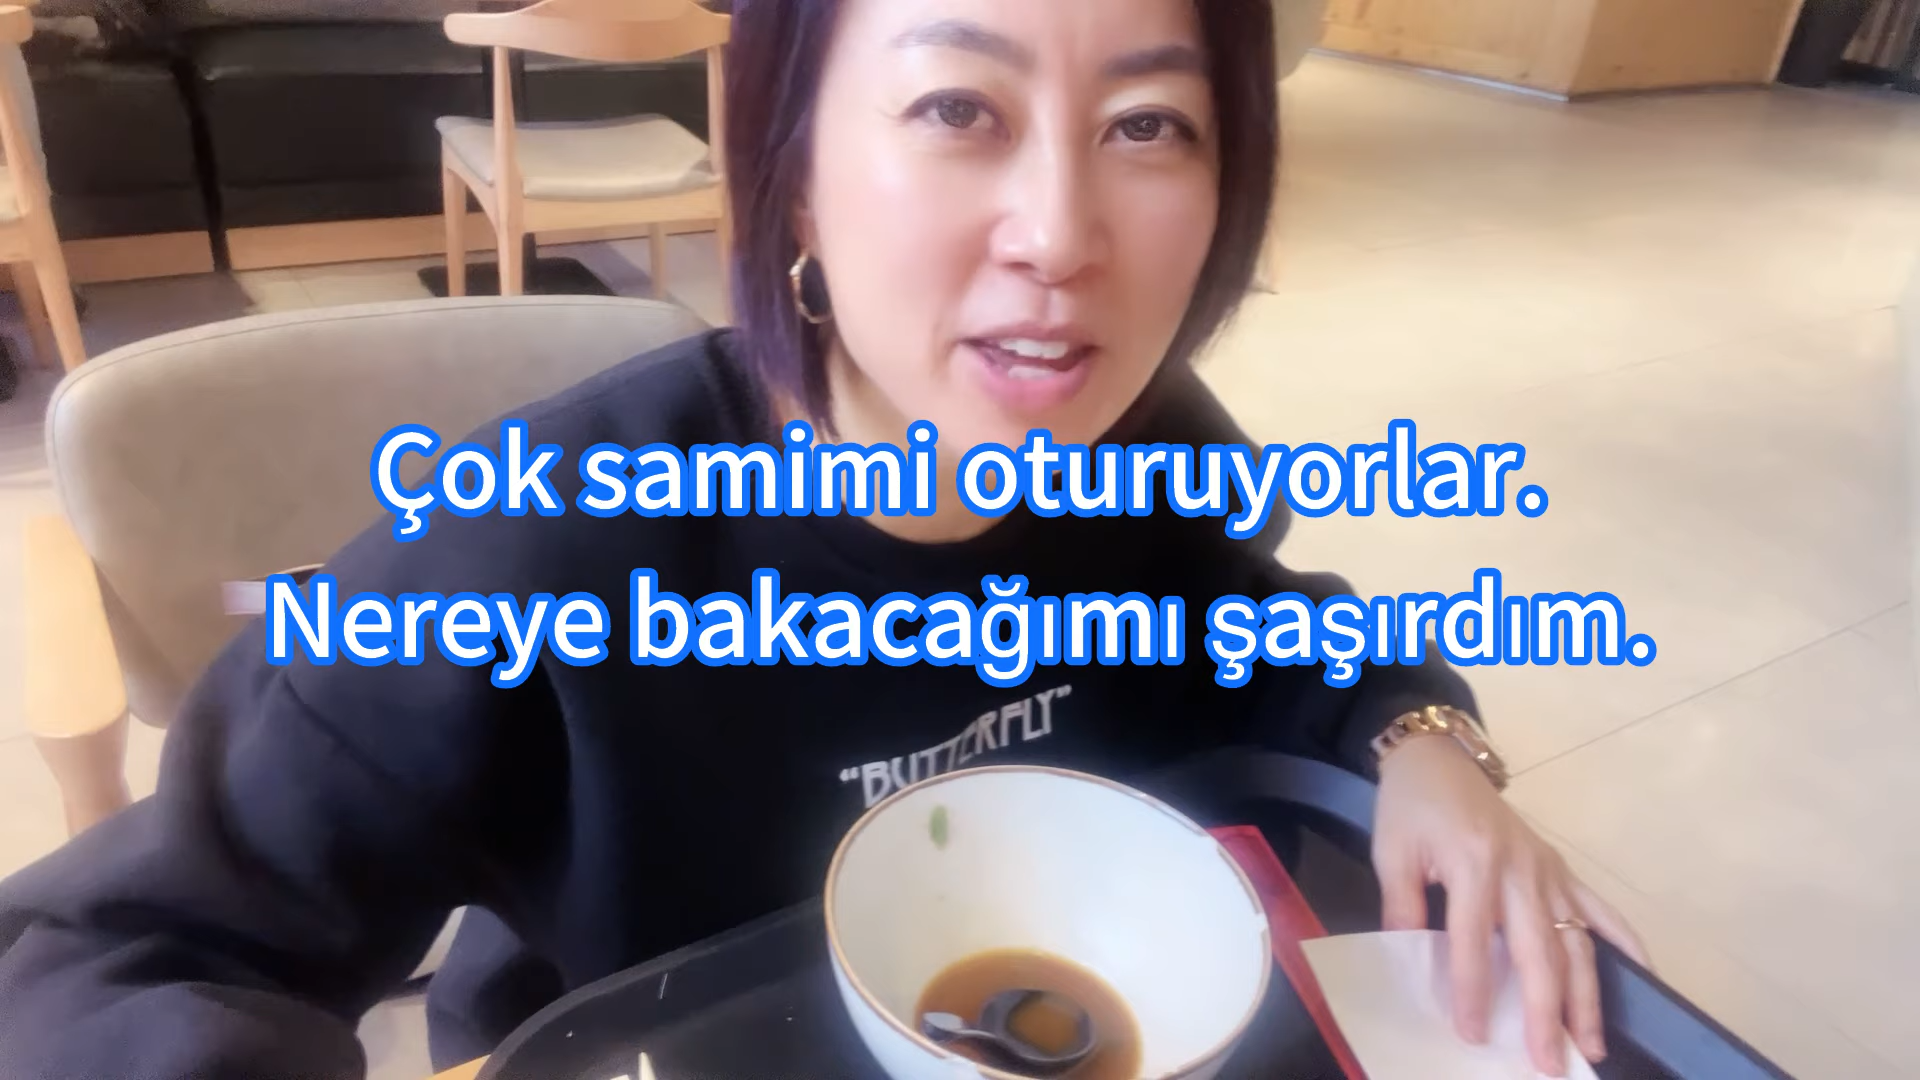 Çok samimi oturuyorlar.
Nereye bakacağımı şaşırdım.
"BUTTERFLY"